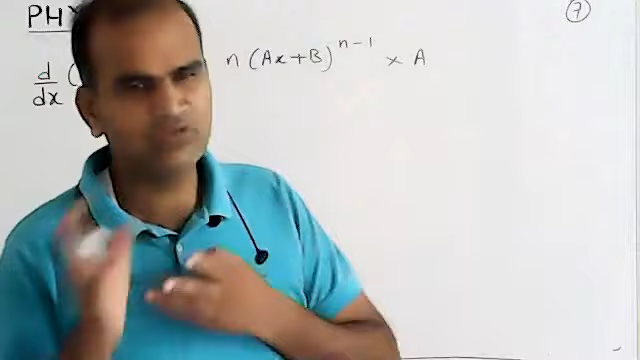 PHY
⑦
d/dx ( n(Ax+B)^{n-1} × A